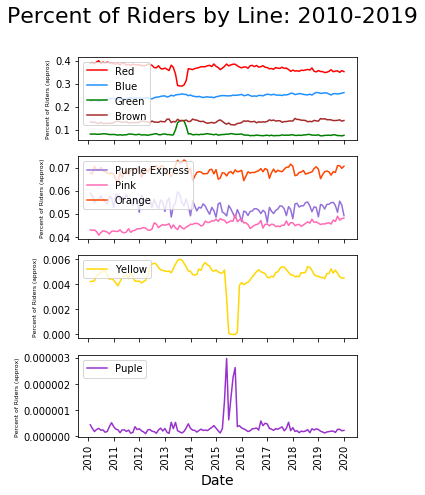 Percent of Riders by Line: 2010-2019
Percent of Riders (approx)
0.4
0.3
0.2
0.1
Red
Blue
Green
Brown
Percent of Riders (approx)
0.07
0.06
0.05
0.04
Purple Express
Pink
Orange
Percent of Riders (approx)
0.006
0.004
0.002
0.000
Yellow
Percent of Riders (approx)
0.000003
0.000002
0.000001
0.000000
Puple
2010
2011
2012
2013
2014
2015
2016
2017
2018
2019
2020
Date